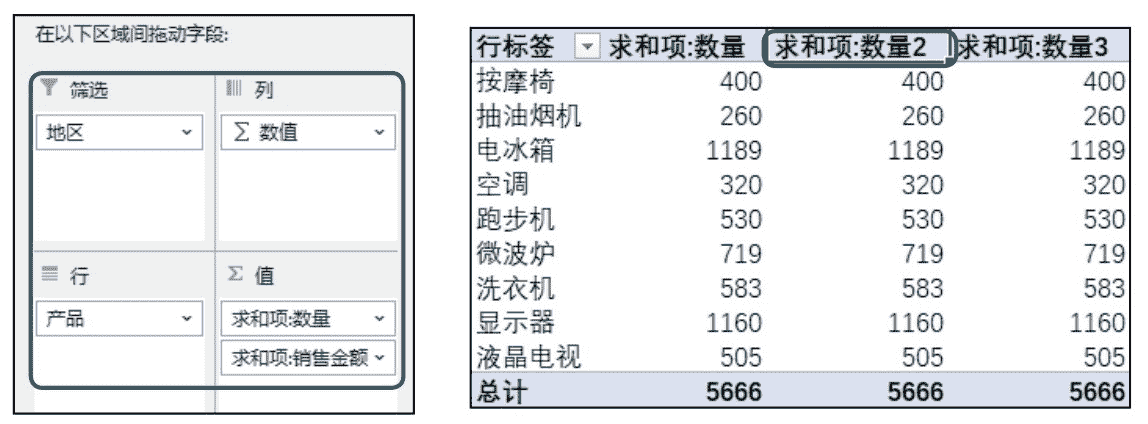 在以下区域间拖动字段:
筛选 列
地区 Σ 数值
行 Σ 值
产品 求和项:数量
求和项:销售金额
行标签 求和项:数量 求和项:数量2 求和项:数量3
按摩椅 400 400 400
抽油烟机 260 260 260
电冰箱 1189 1189 1189
空调 320 320 320
跑步机 530 530 530
微波炉 719 719 719
洗衣机 583 583 583
显示器 1160 1160 1160
液晶电视 505 505 505
总计 5666 5666 5666